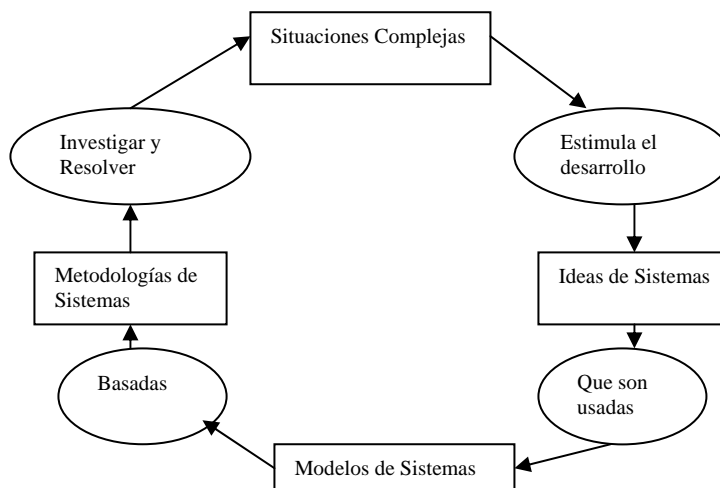 Situaciones Complejas
Investigar y
Resolver
Estimula el
desarrollo
Metodologías de
Sistemas
Ideas de Sistemas
Basadas
Que son
usadas
Modelos de Sistemas